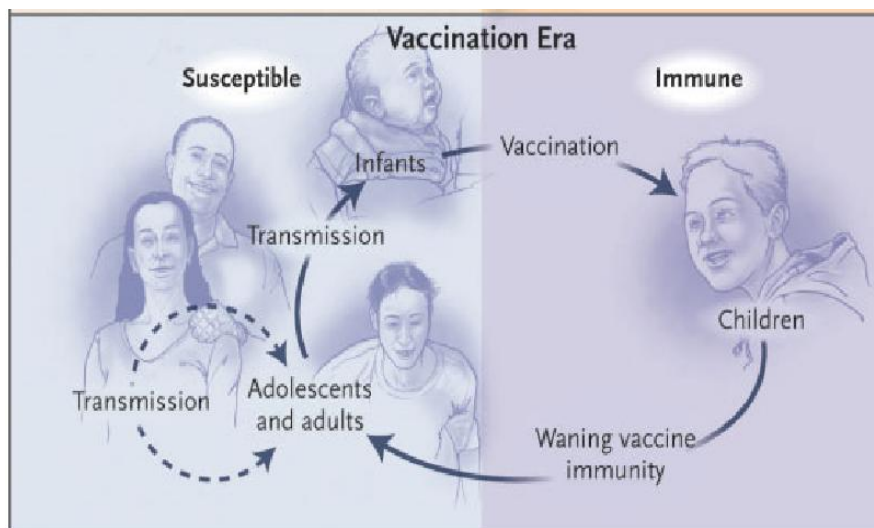 Vaccination Era
Susceptible
Immune
Infants
Vaccination
Transmission
Children
Transmission
Adolescents
and adults
Waning vaccine
immunity